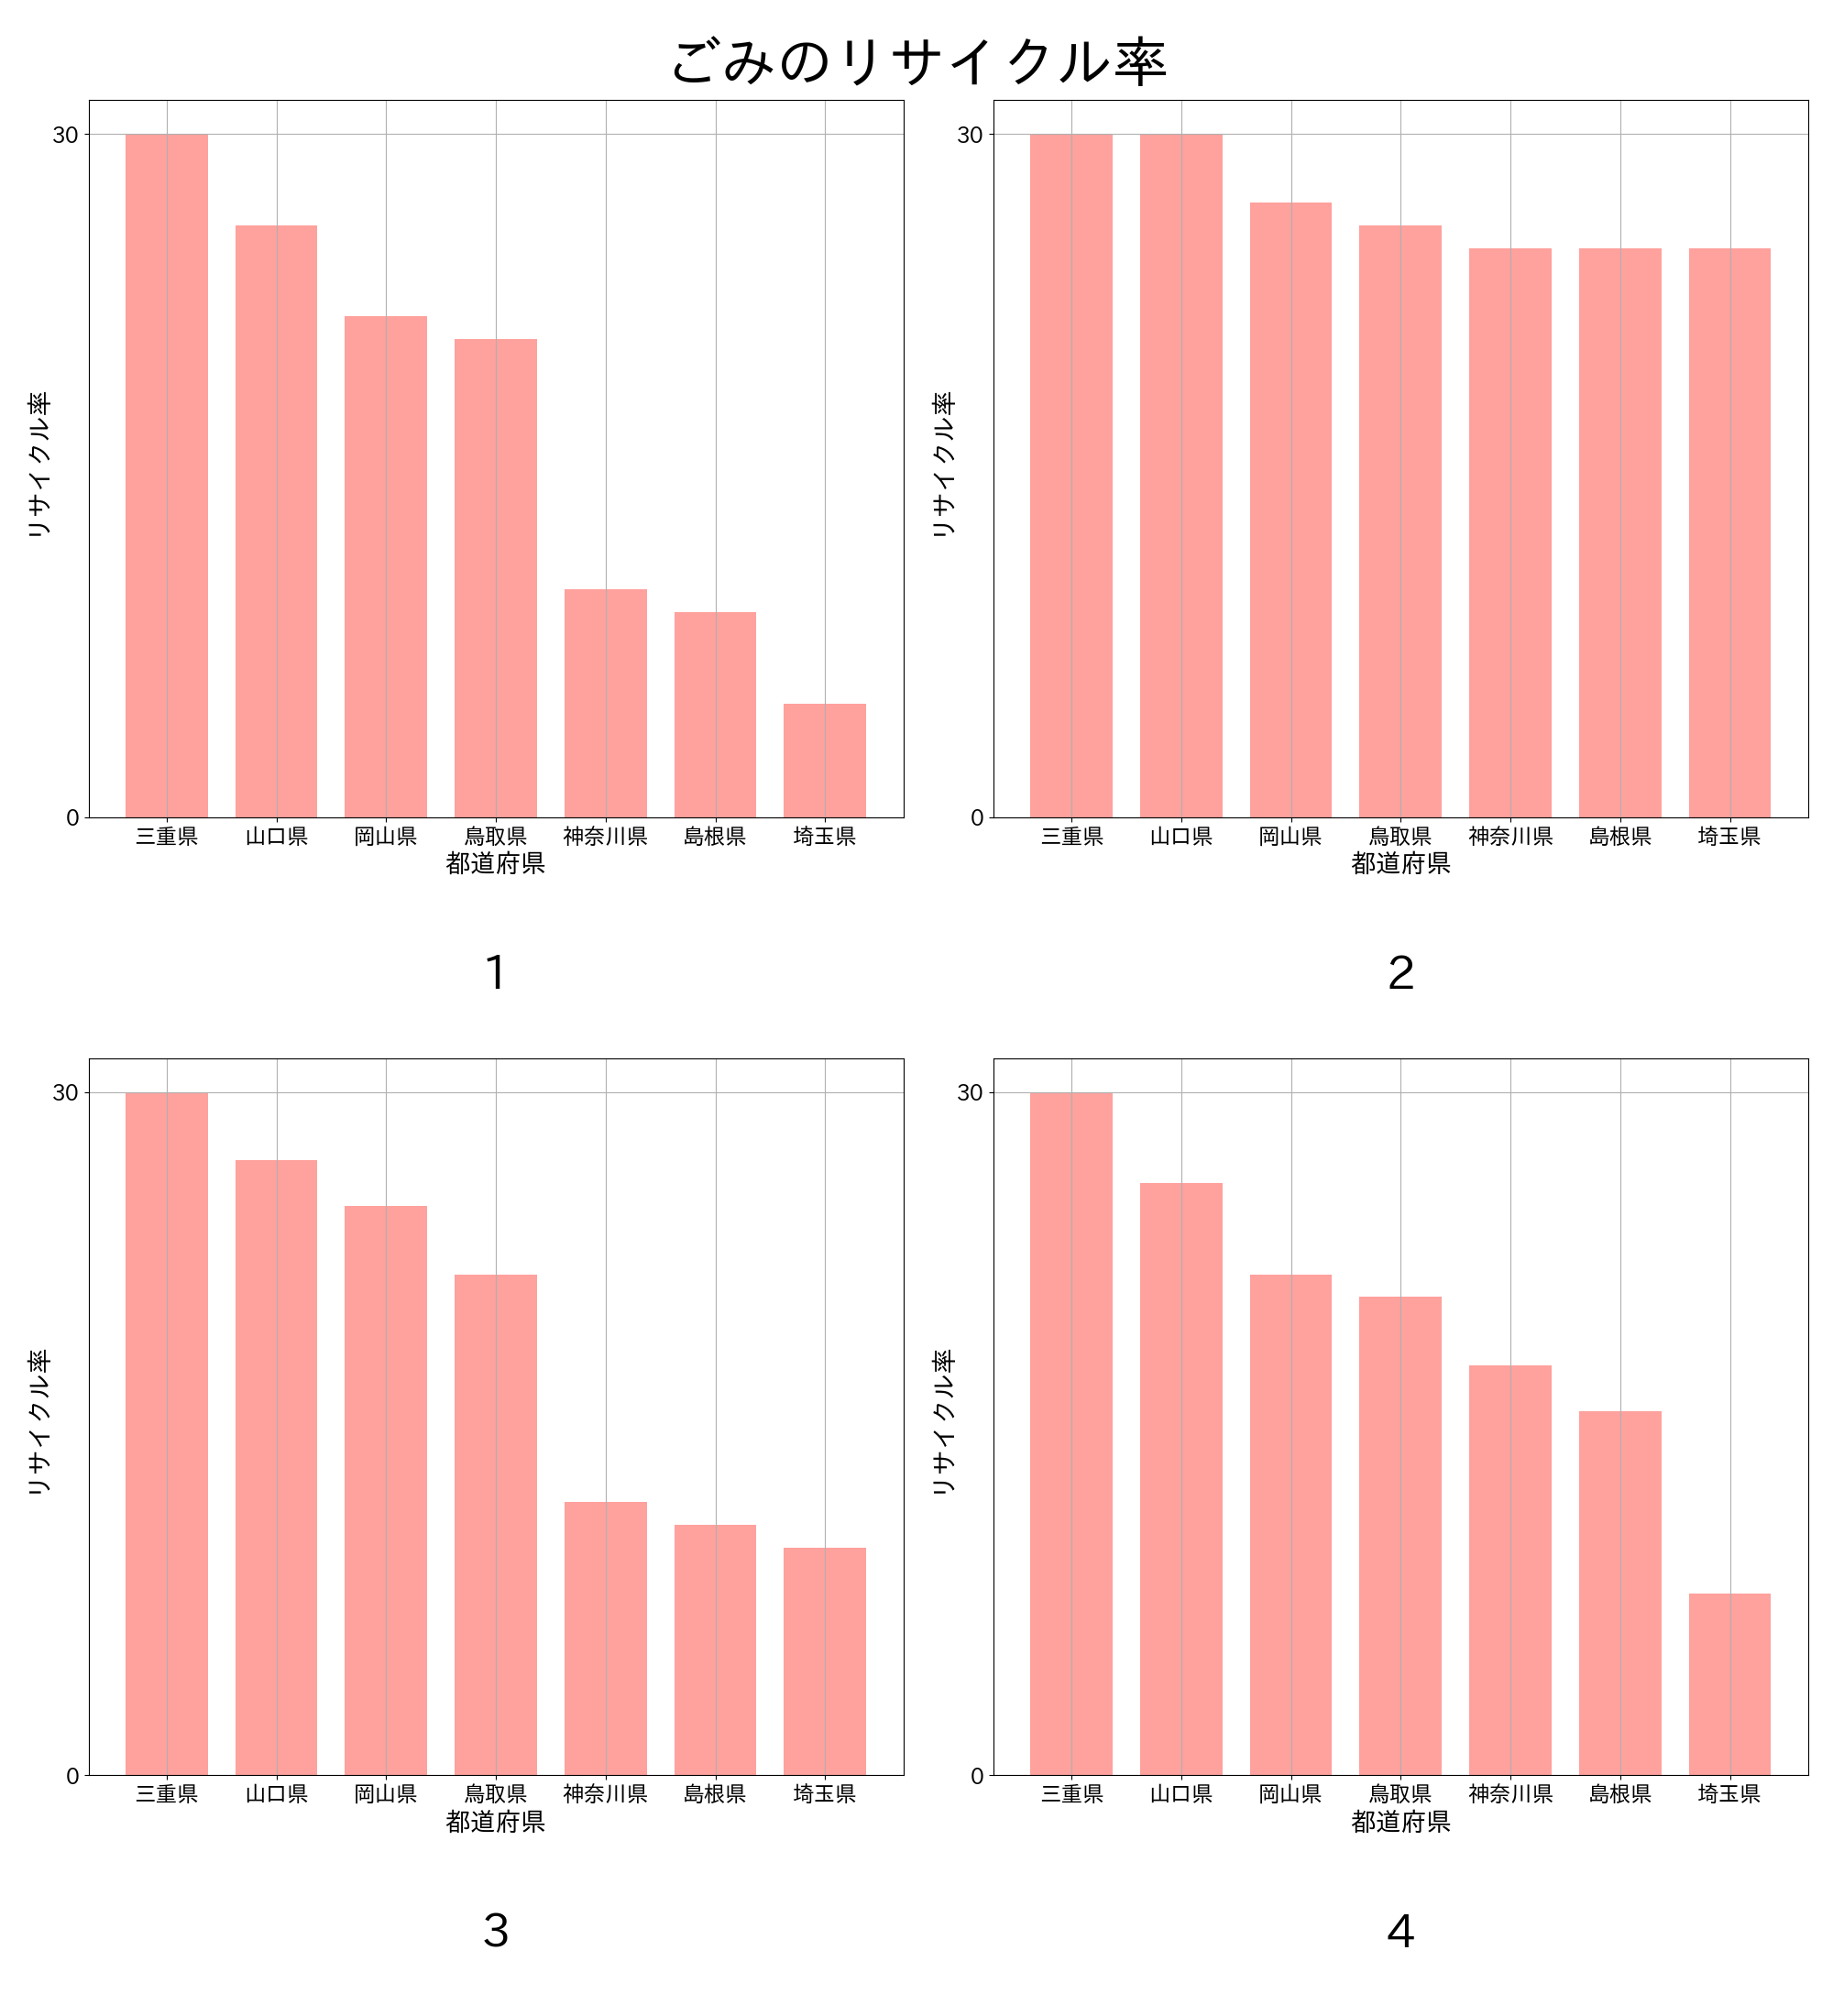 ごみのリサイクル率
30
0
リサイクル率
三重県 山口県 岡山県 鳥取県 神奈川県 島根県 埼玉県
都道府県
1
30
0
リサイクル率
三重県 山口県 岡山県 鳥取県 神奈川県 島根県 埼玉県
都道府県
2
30
0
リサイクル率
三重県 山口県 岡山県 鳥取県 神奈川県 島根県 埼玉県
都道府県
3
30
0
リサイクル率
三重県 山口県 岡山県 鳥取県 神奈川県 島根県 埼玉県
都道府県
4